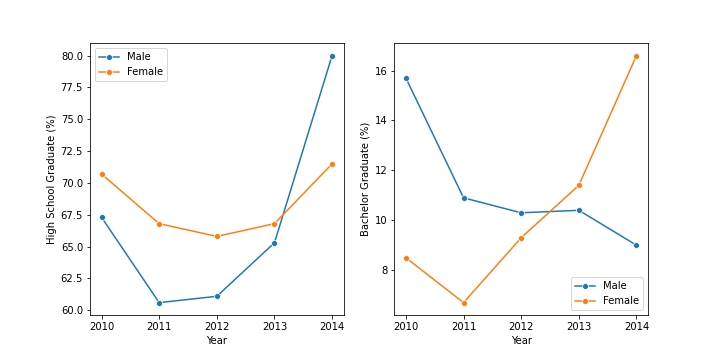 High School Graduate (%)
80.0
77.5
75.0
72.5
70.0
67.5
65.0
62.5
60.0
Male
Female
2010 2011 2012 2013 2014
Year
Bachelor Graduate (%)
16
14
12
10
8
Male
Female
2010 2011 2012 2013 2014
Year